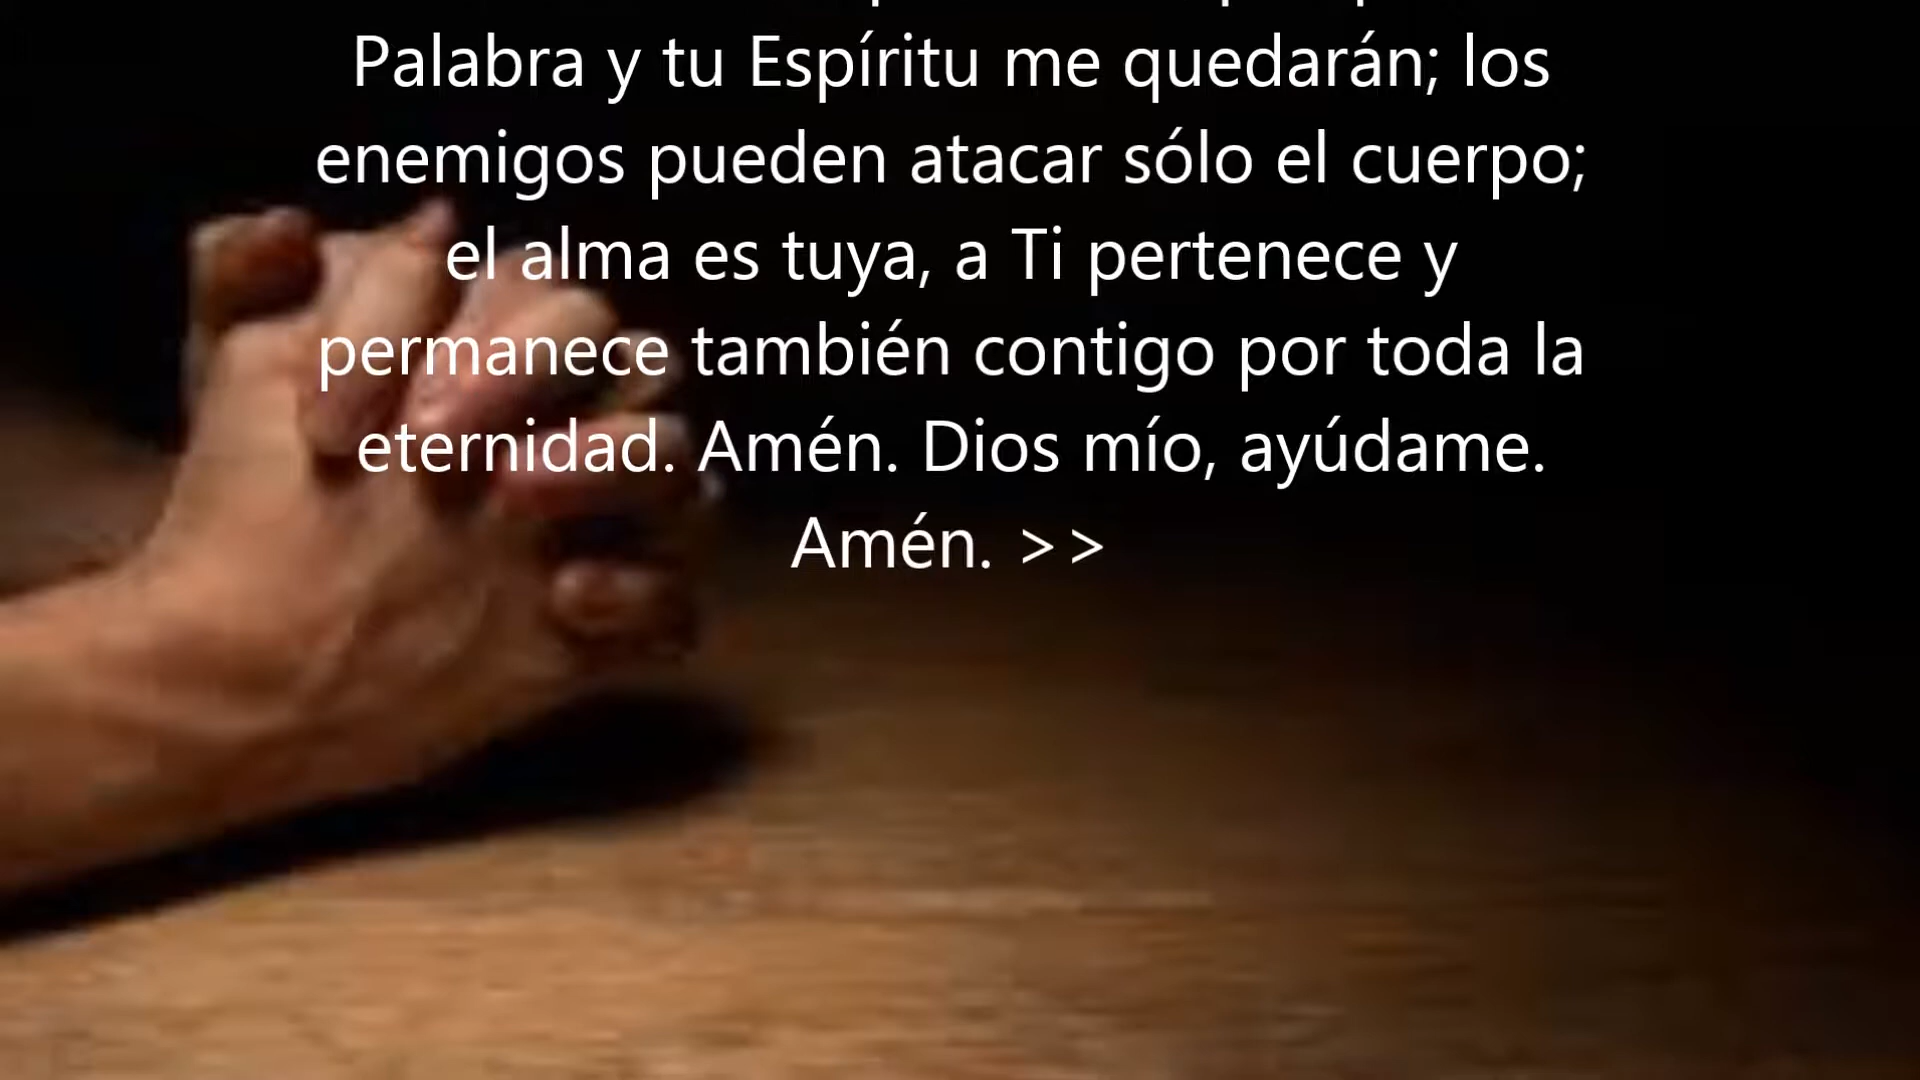 Palabra y tu Espíritu me quedarán; los
enemigos pueden atacar sólo el cuerpo;
el alma es tuya, a Ti pertenece y
permanece también contigo por toda la
eternidad. Amén. Dios mío, ayúdame.
Amén. >>